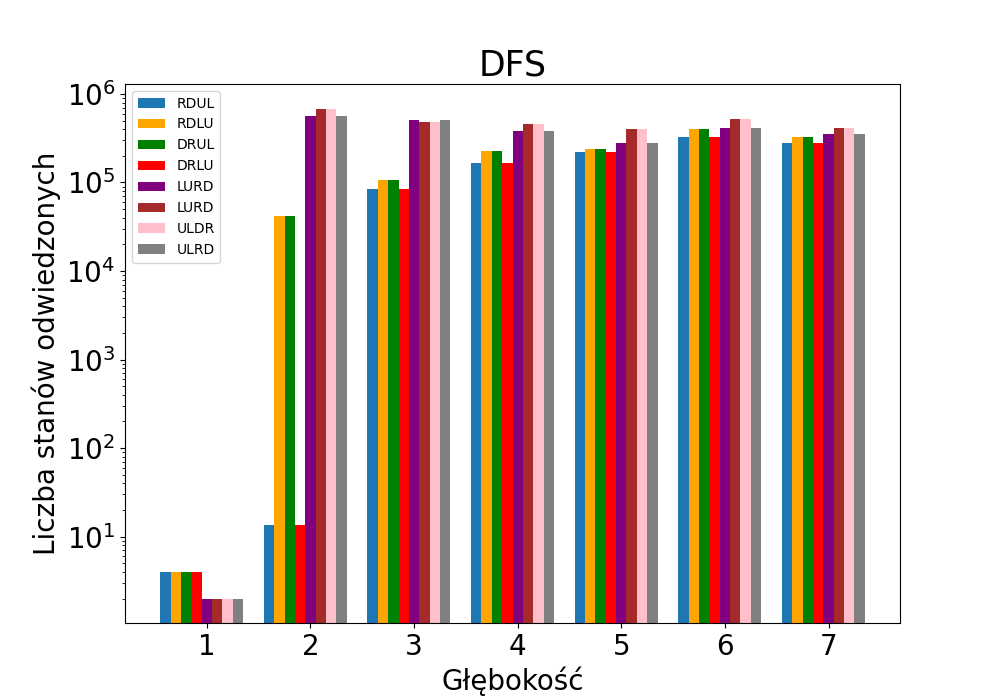 DFS
Liczba stanów odwiedzonych
10^6
10^5
10^4
10^3
10^2
10^1
RDUL
RDLU
DRUL
DRLU
LURD
LURD
ULDR
ULRD
1 2 3 4 5 6 7
Głębokość